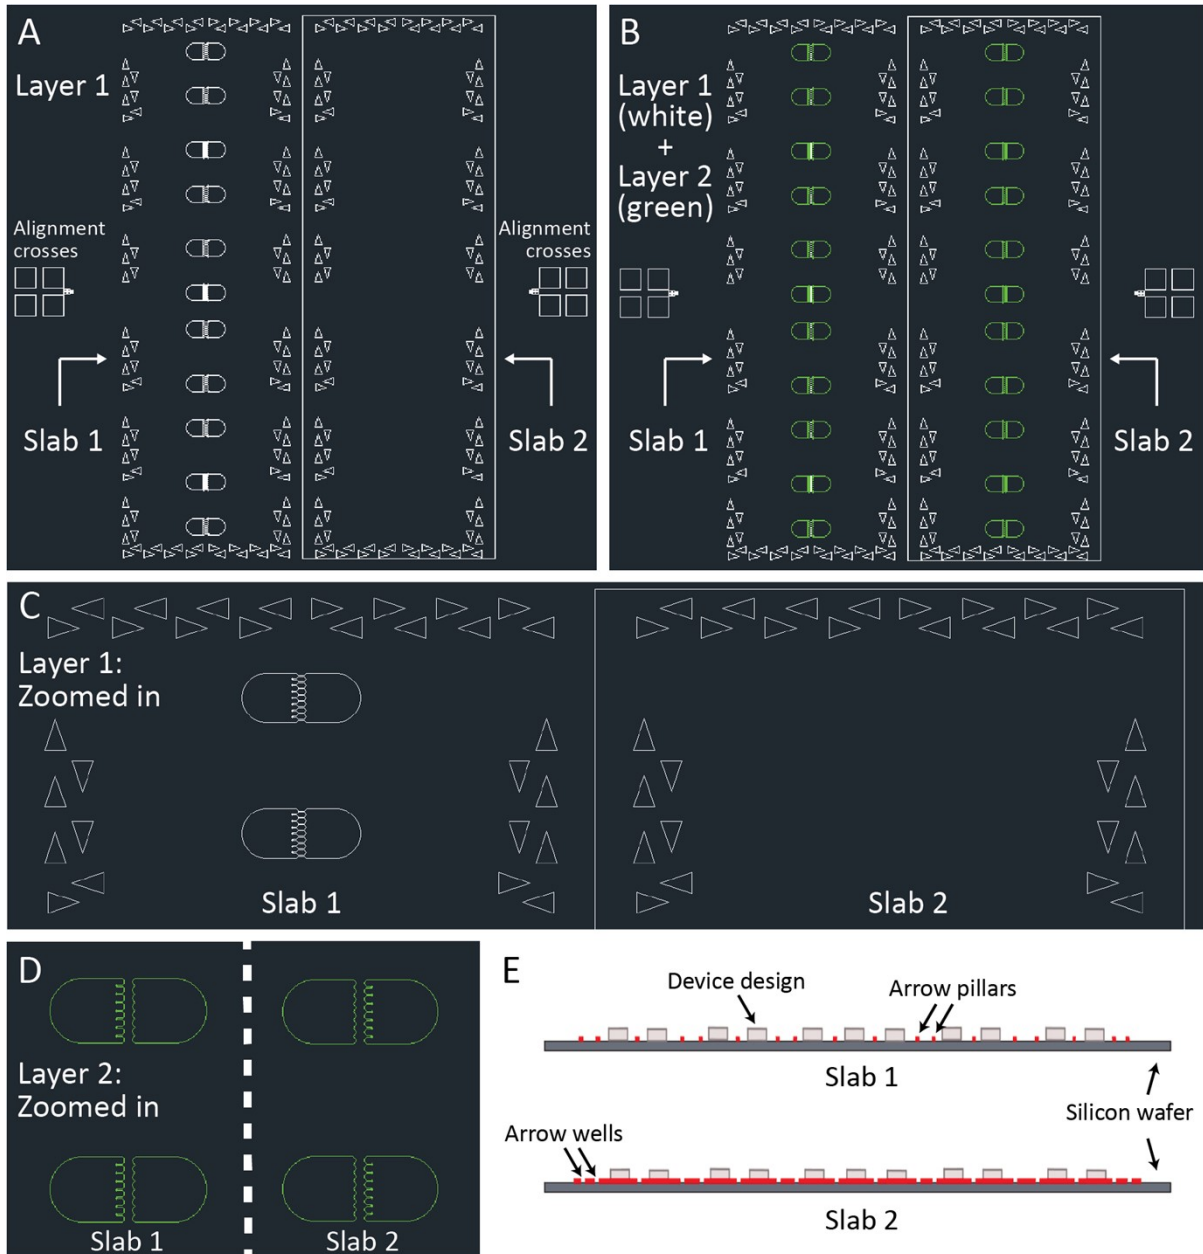 A
Layer 1
Alignment
crosses
Alignment
crosses
Slab 1
Slab 2
B
Layer 1
(white)
+
Layer 2
(green)
Slab 1
Slab 2
C
Layer 1:
Zoomed in
Slab 1
Slab 2
D
Layer 2:
Zoomed in
Slab 1
Slab 2
E
Device design
Arrow pillars
Slab 1
Silicon wafer
Arrow wells
Slab 2